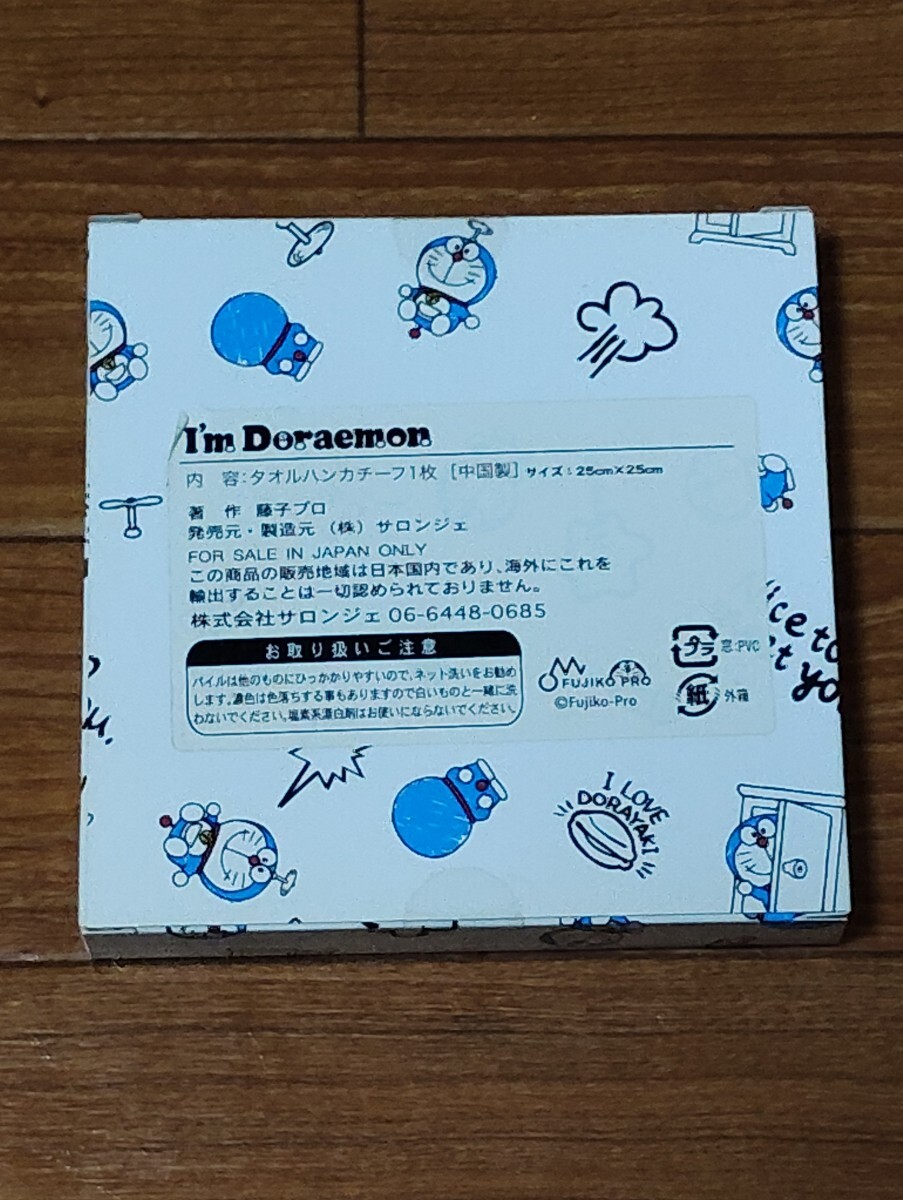 I'm Doraemon
内 容:タオルハンカチーフ1枚 [中国製] サイズ:25cm×25cm
著 作 藤子プロ
発売元・製造元 (株) サロンジェ
FOR SALE IN JAPAN ONLY
この商品の販売地域は日本国内であり、海外にこれを
輸出することは一切認められておりません。
株式会社サロンジェ 06-6448-0685
お取り扱いご注意
パイルは他のものにひっかかりやすいので、ネット洗いをお勧め
します。濃色は色落ちする事もありますので白いものと一緒に洗
わないでください。塩素系漂白剤はお使いにならないでください。
FUJIKO PRO
©Fujiko-Pro
プラ 窓:PVC
紙 外箱
I LOVE
DORAYAKI